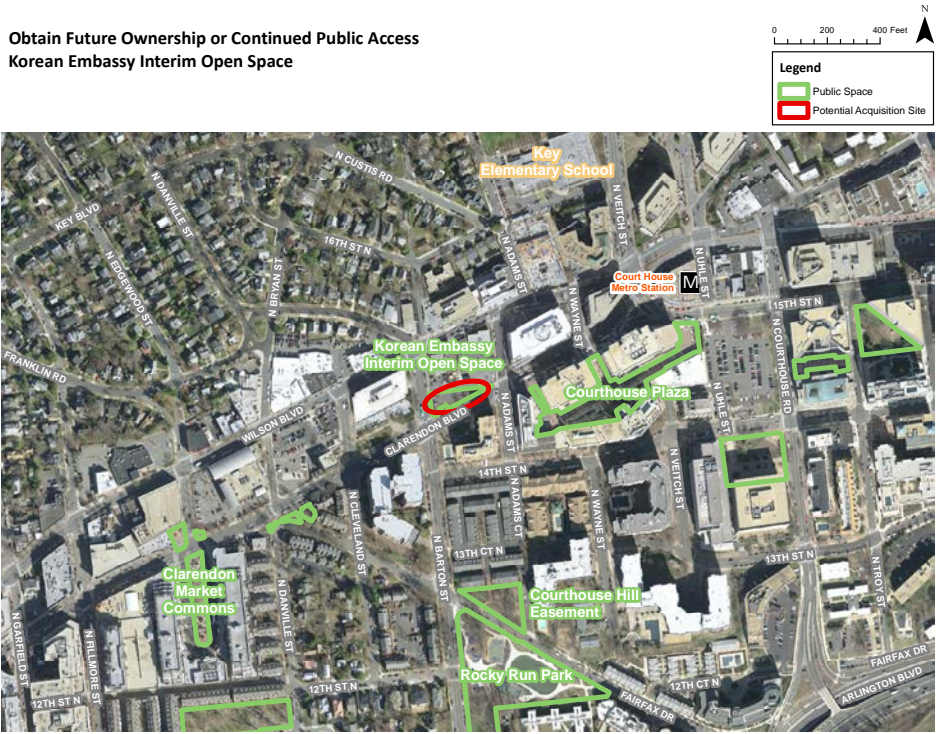 Obtain Future Ownership or Continued Public Access
Korean Embassy Interim Open Space
N
0 200 400 Feet
Legend
Public Space
Potential Acquisition Site
N CUSTIS RD
Key
Elementary School
N DANVILLE ST
N VEITCH ST
KEY BLVD
16TH ST N
N ADAMS ST
N EDGEWOOD ST
N BRYAN ST
Court House
Metro Station
M
N UHLE ST
N WAYNE ST
15TH ST N
N COURTHOUSE RD
Korean Embassy
Interim Open Space
FRANKLIN RD
Courthouse Plaza
N ADAMS ST
N UHLE ST
WILSON BLVD
CLARENDON BLVD
14TH ST N
N VEITCH ST
N CLEVELAND ST
N ADAMS CT
N WAYNE ST
N BARTON ST
13TH CT N
13TH ST N
Clarendon
Market
Commons
N DANVILLE ST
Courthouse Hill
Easement
N TROY ST
N GARFIELD ST
N FILLMORE ST
Rocky Run Park
FAIRFAX DR
12TH ST N
12TH ST N
12TH CT N
FAIRFAX DR
ARLINGTON BLVD